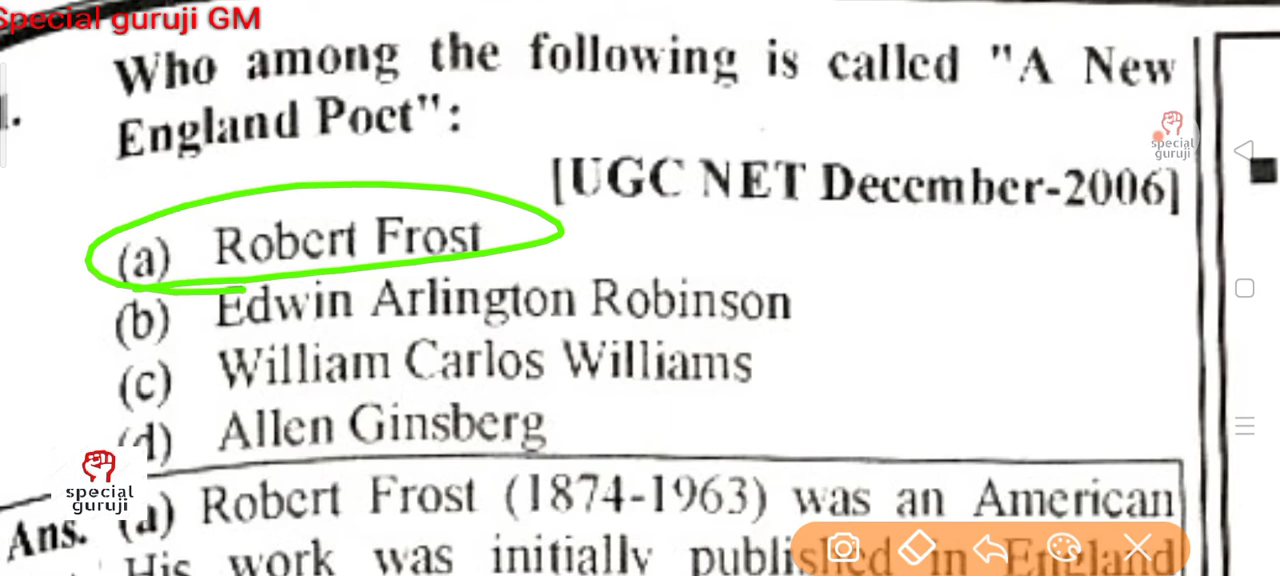 Special guruji GM
Who among the following is called "A New
England Poet":
special
guruji
[UGC NET December-2006]
(a) Robert Frost
(b) Edwin Arlington Robinson
(c) William Carlos Williams
(d) Allen Ginsberg
special
guruji
Ans. (a) Robert Frost (1874-1963) was an American
His work was initially published in England